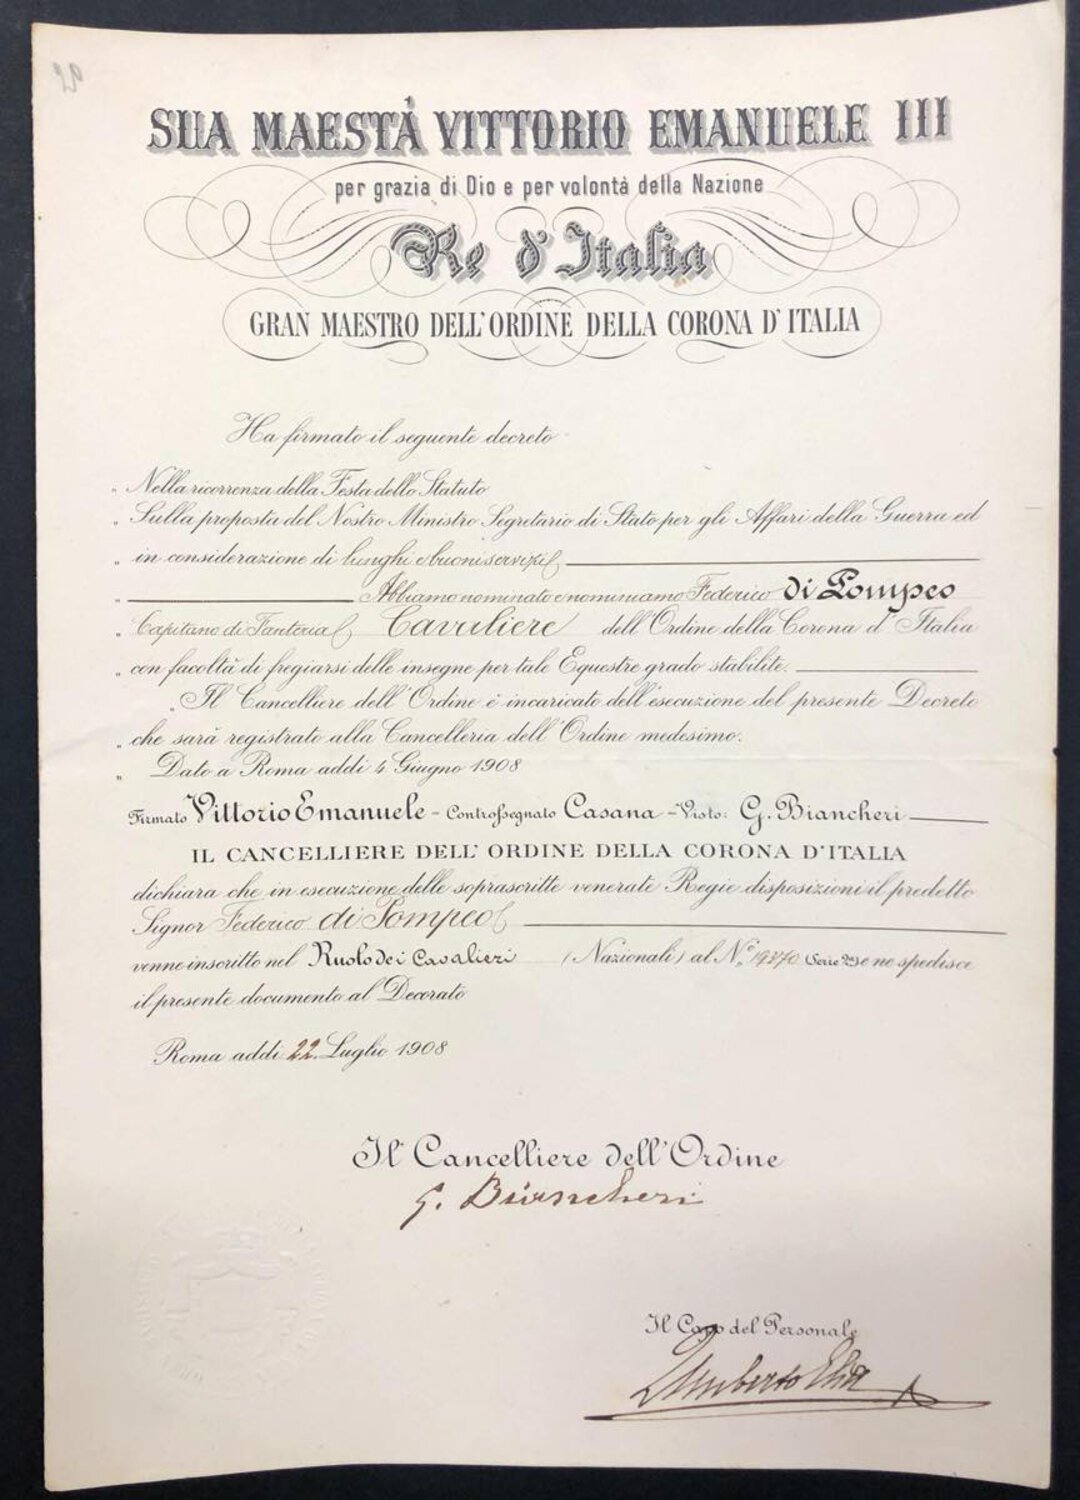 SUA MAESTÀ VITTORIO EMANUELE III
per grazia di Dio e per volontà della Nazione
Re d'Italia
GRAN MAESTRO DELL'ORDINE DELLA CORONA D'ITALIA
Ha firmato il seguente decreto
„ Nella ricorrenza della Festa dello Statuto
„ Sulla proposta del Nostro Ministro Segretario di Stato per gli Affari della Guerra ed
„ in considerazione di lunghi e buoni servizi
„ Abbiamo nominato e nominiamo Federico di Pompeo
„ Capitano di Fanteria Cavaliere dell'Ordine della Corona d'Italia
„ con facoltà di fregiarsi delle insegne per tale Equestre grado stabilite.
„ Il Cancelliere dell'Ordine è incaricato dell'esecuzione del presente Decreto
„ che sarà registrato alla Cancelleria dell'Ordine medesimo.
„ Dato a Roma addì 4 Giugno 1908
Firmato Vittorio Emanuele - Controssegnato Casana - Visto: G. Biancheri
IL CANCELLIERE DELL'ORDINE DELLA CORONA D'ITALIA
dichiara che in esecuzione delle soprascritte venerate Regie disposizioni il predetto
Signor Federico di Pompeo
venne inscritto nel Ruolo dei Cavalieri (Nazionali) al N.° 19370 (Serie 2ª) e ne spedisce
il presente documento al Decorato
Roma addì 22 Luglio 1908
Il Cancelliere dell'Ordine
G. Biancheri
Il Capo del Personale
Umberto Elia